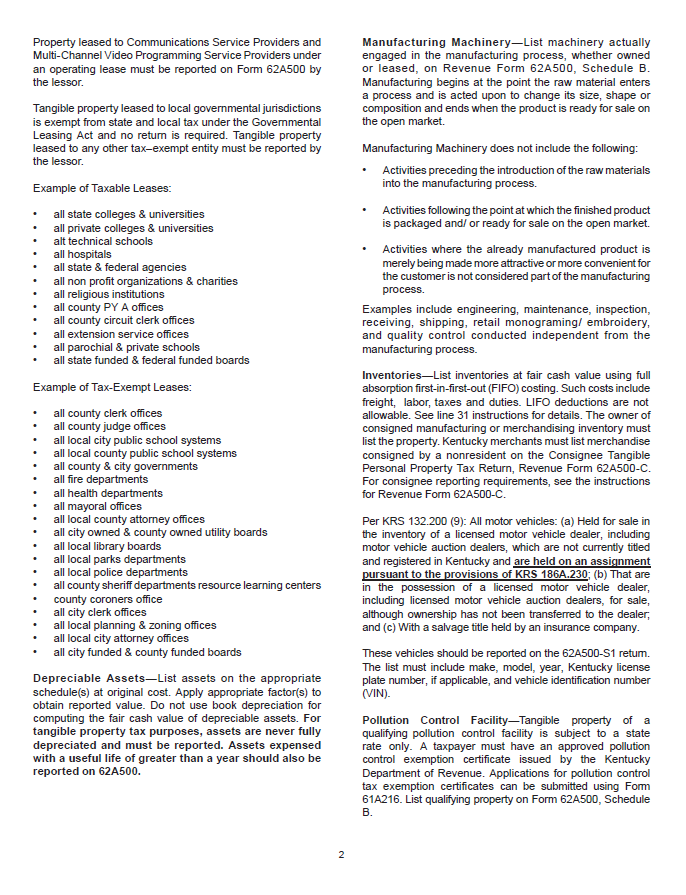 Property leased to Communications Service Providers and
Multi-Channel Video Programming Service Providers under
an operating lease must be reported on Form 62A500 by
the lessor.
Tangible property leased to local governmental jurisdictions
is exempt from state and local tax under the Governmental
Leasing Act and no return is required. Tangible property
leased to any other tax–exempt entity must be reported by
the lessor.
Example of Taxable Leases:
• all state colleges & universities
• all private colleges & universities
• alt technical schools
• all hospitals
• all state & federal agencies
• all non profit organizations & charities
• all religious institutions
• all county PY A offices
• all county circuit clerk offices
• all extension service offices
• all parochial & private schools
• all state funded & federal funded boards
Example of Tax-Exempt Leases:
• all county clerk offices
• all county judge offices
• all local city public school systems
• all local county public school systems
• all county & city governments
• all fire departments
• all health departments
• all mayoral offices
• all local county attorney offices
• all city owned & county owned utility boards
• all local library boards
• all local parks departments
• all local police departments
• all county sheriff departments resource learning centers
• county coroners office
• all city clerk offices
• all local planning & zoning offices
• all local city attorney offices
• all city funded & county funded boards
Depreciable Assets—List assets on the appropriate
schedule(s) at original cost. Apply appropriate factor(s) to
obtain reported value. Do not use book depreciation for
computing the fair cash value of depreciable assets. For
tangible property tax purposes, assets are never fully
depreciated and must be reported. Assets expensed
with a useful life of greater than a year should also be
reported on 62A500.
Manufacturing Machinery—List machinery actually
engaged in the manufacturing process, whether owned
or leased, on Revenue Form 62A500, Schedule B.
Manufacturing begins at the point the raw material enters
a process and is acted upon to change its size, shape or
composition and ends when the product is ready for sale on
the open market.
Manufacturing Machinery does not include the following:
• Activities preceding the introduction of the raw materials
into the manufacturing process.
• Activities following the point at which the finished product
is packaged and/ or ready for sale on the open market.
• Activities where the already manufactured product is
merely being made more attractive or more convenient for
the customer is not considered part of the manufacturing
process.
Examples include engineering, maintenance, inspection,
receiving, shipping, retail monograming/ embroidery,
and quality control conducted independent from the
manufacturing process.
Inventories—List inventories at fair cash value using full
absorption first-in-first-out (FIFO) costing. Such costs include
freight, labor, taxes and duties. LIFO deductions are not
allowable. See line 31 instructions for details. The owner of
consigned manufacturing or merchandising inventory must
list the property. Kentucky merchants must list merchandise
consigned by a nonresident on the Consignee Tangible
Personal Property Tax Return, Revenue Form 62A500-C.
For consignee reporting requirements, see the instructions
for Revenue Form 62A500-C.
Per KRS 132.200 (9): All motor vehicles: (a) Held for sale in
the inventory of a licensed motor vehicle dealer, including
motor vehicle auction dealers, which are not currently titled
and registered in Kentucky and are held on an assignment
pursuant to the provisions of KRS 186A.230; (b) That are
in the possession of a licensed motor vehicle dealer,
including licensed motor vehicle auction dealers, for sale,
although ownership has not been transferred to the dealer;
and (c) With a salvage title held by an insurance company.
These vehicles should be reported on the 62A500-S1 return.
The list must include make, model, year, Kentucky license
plate number, if applicable, and vehicle identification number
(VIN).
Pollution Control Facility—Tangible property of a
qualifying pollution control facility is subject to a state
rate only. A taxpayer must have an approved pollution
control exemption certificate issued by the Kentucky
Department of Revenue. Applications for pollution control
tax exemption certificates can be submitted using Form
61A216. List qualifying property on Form 62A500, Schedule
B.
2